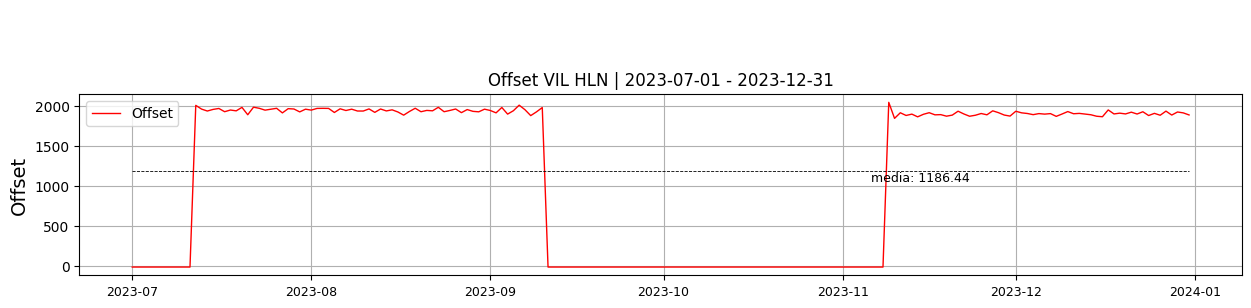 Offset VIL HLN | 2023-07-01 - 2023-12-31
Offset
Offset
2000
1500
1000
500
0
media: 1186.44
2023-07 2023-08 2023-09 2023-10 2023-11 2023-12 2024-01